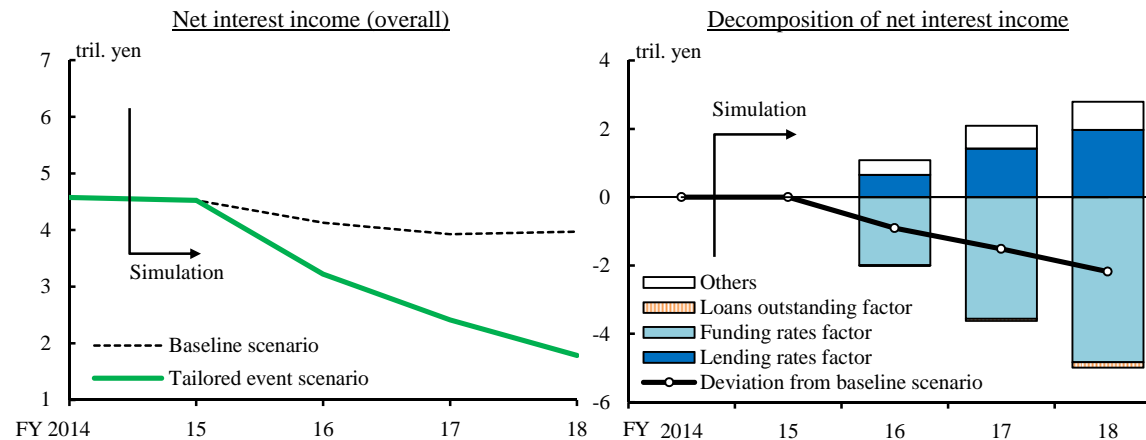 Net interest income (overall)
tril. yen
7
6
5
4
3
2
1
Simulation
Baseline scenario
Tailored event scenario
FY 2014 15 16 17 18
Decomposition of net interest income
tril. yen
4
2
0
-2
-4
-6
Simulation
Others
Loans outstanding factor
Funding rates factor
Lending rates factor
Deviation from baseline scenario
FY 2014 15 16 17 18